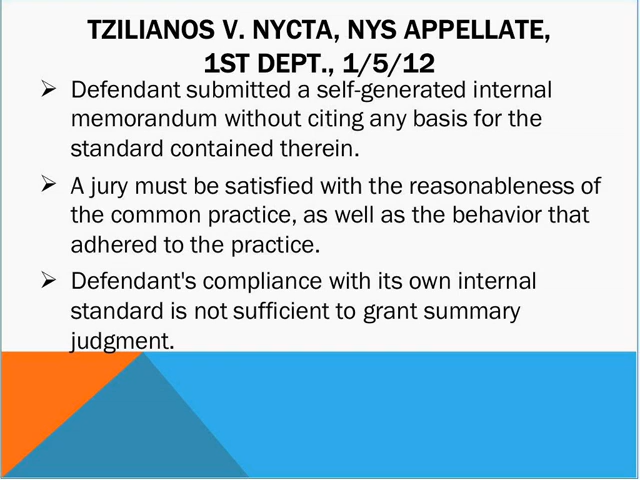 TZILIANOS V. NYCTA, NYS APPELLATE,
1ST DEPT., 1/5/12
➢ Defendant submitted a self-generated internal
memorandum without citing any basis for the
standard contained therein.
➢ A jury must be satisfied with the reasonableness of
the common practice, as well as the behavior that
adhered to the practice.
➢ Defendant's compliance with its own internal
standard is not sufficient to grant summary
judgment.